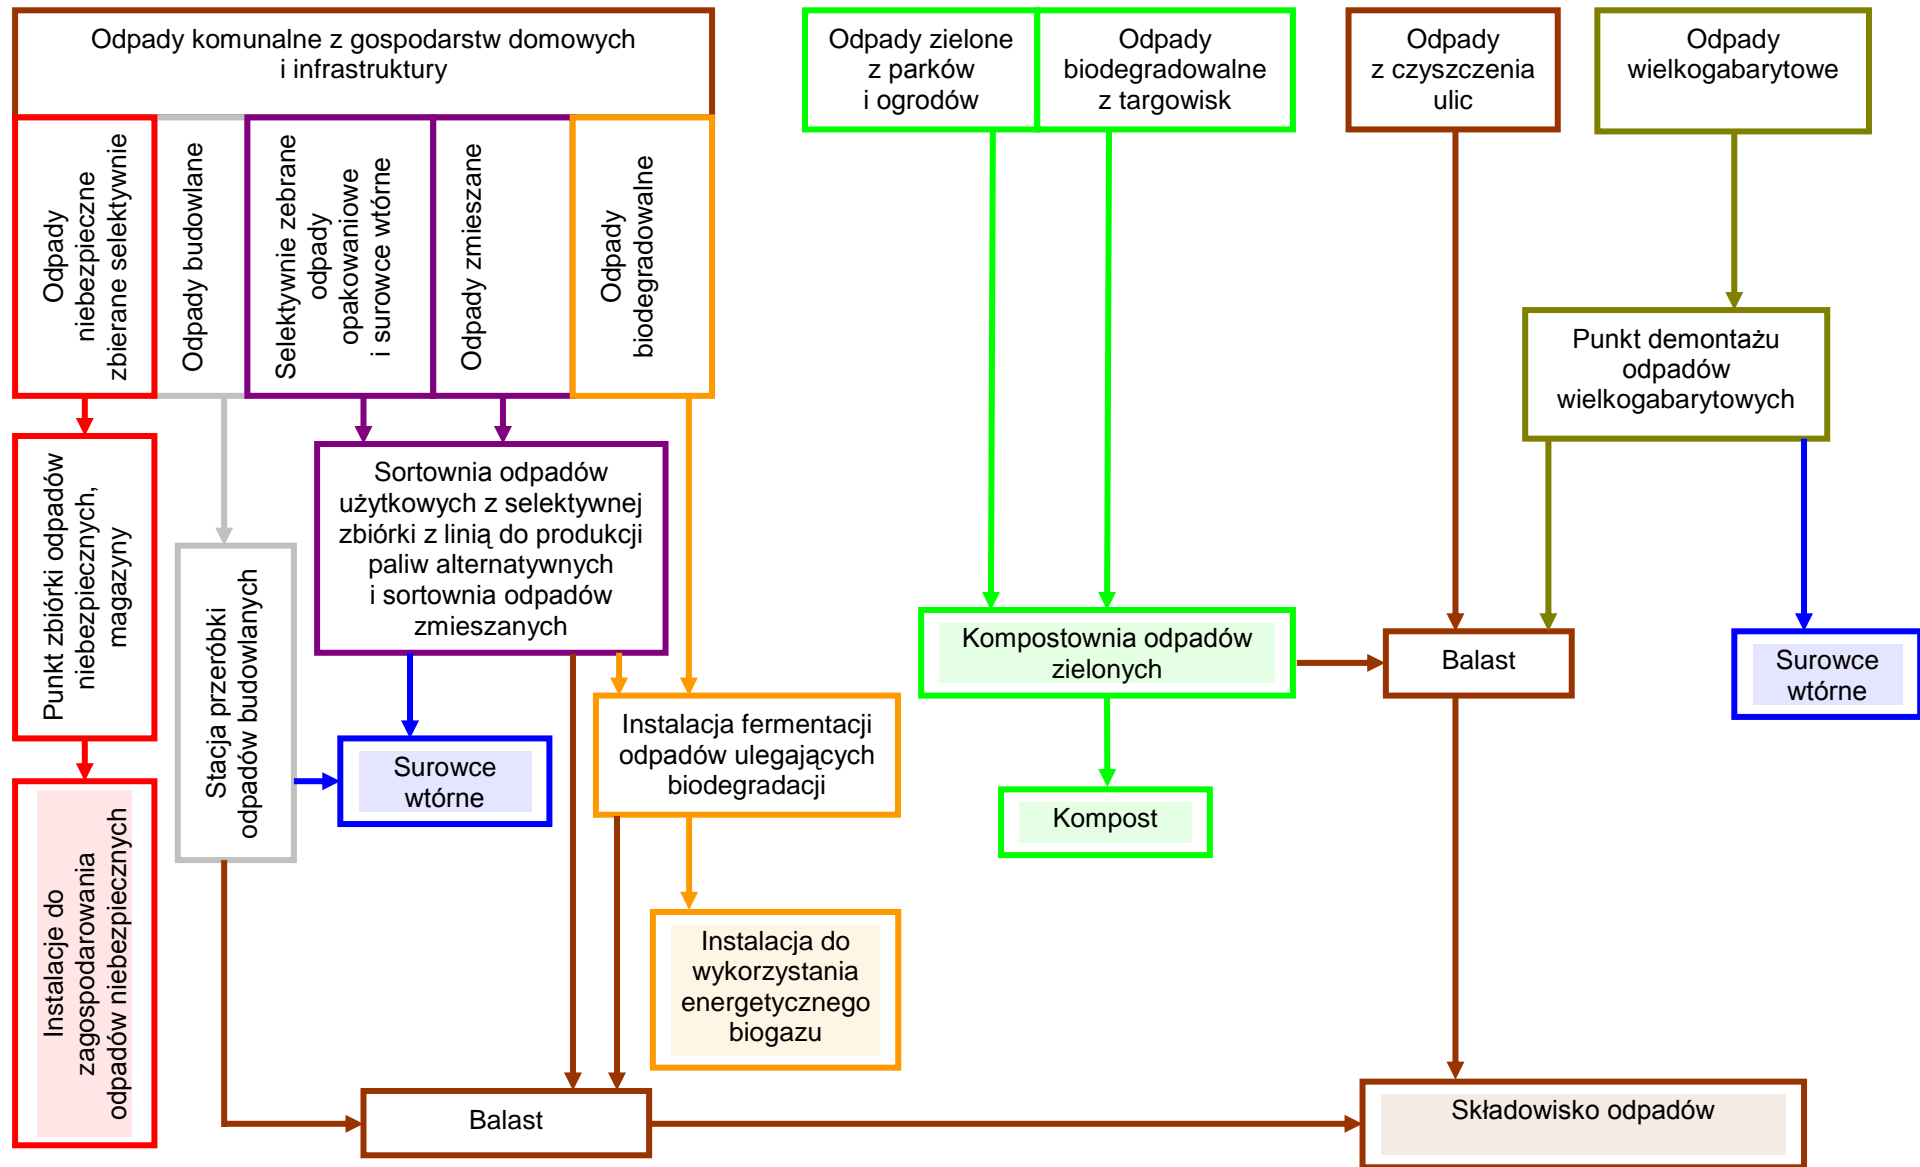 Odpady komunalne z gospodarstw domowych
i infrastruktury
Odpady zielone
z parków
i ogrodów
Odpady
biodegradowalne
z targowisk
Odpady
z czyszczenia
ulic
Odpady
wielkogabarytowe
Odpady
niebezpieczne
zbierane selektywnie
Odpady budowlane
Selektywnie zebrane
odpady
opakowaniowe
i surowce wtórne
Odpady zmieszane
Odpady
biodegradowalne
Punkt demontażu
odpadów
wielkogabarytowych
Punkt zbiórki odpadów
niebezpiecznych,
magazyny
Sortownia odpadów
użytkowych z selektywnej
zbiórki z linią do produkcji
paliw alternatywnych
i sortownia odpadów
zmieszanych
Stacja przeróbki
odpadów budowlanych
Kompostownia odpadów
zielonych
Balast
Surowce
wtórne
Instalacja fermentacji
odpadów ulegających
biodegradacji
Surowce
wtórne
Kompost
Instalacje do
zagospodarowania
odpadów niebezpiecznych
Instalacja do
wykorzystania
energetycznego
biogazu
Balast
Składowisko odpadów